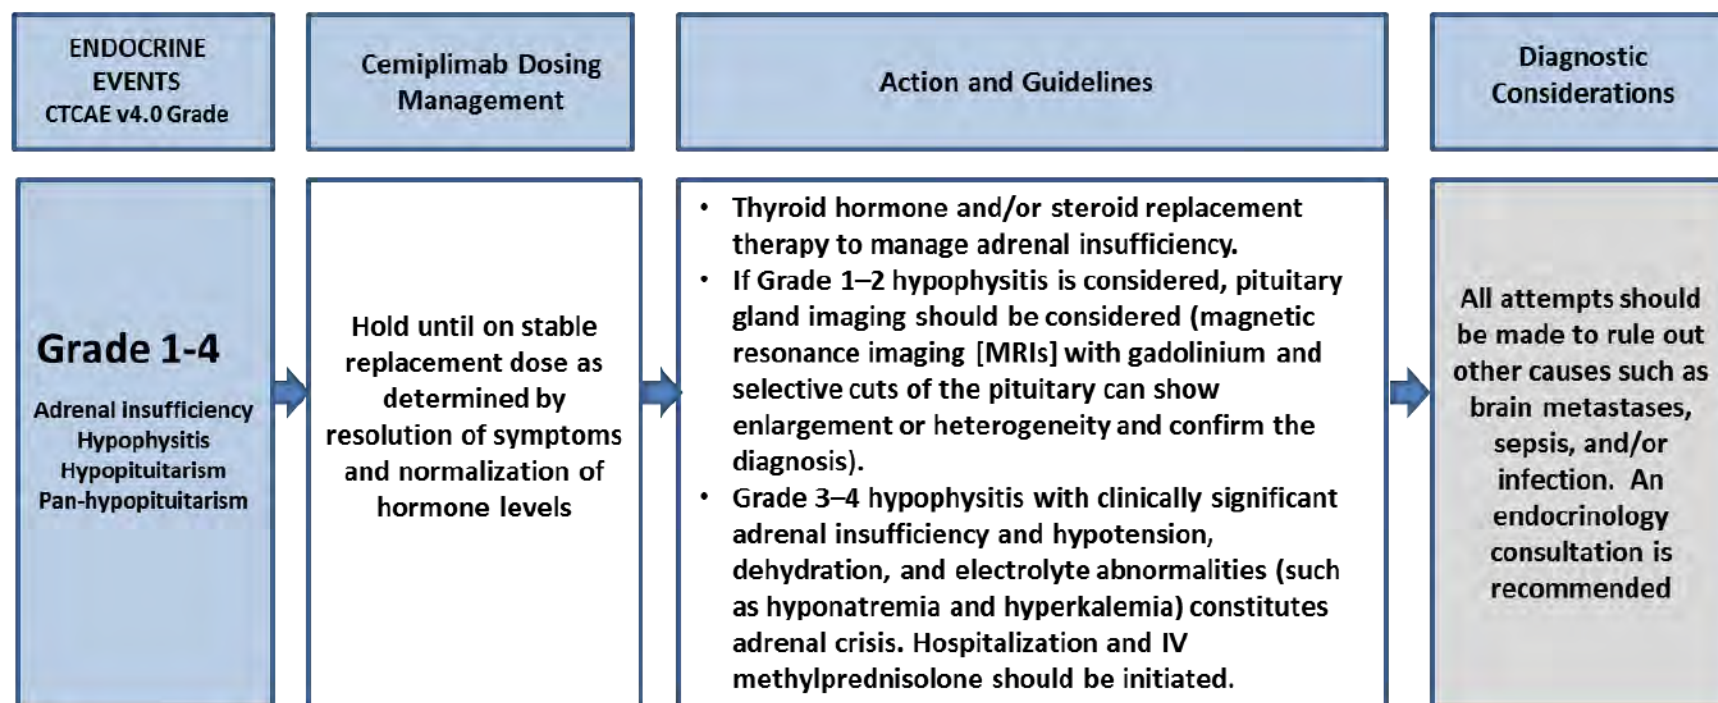 ENDOCRINE
EVENTS
CTCAE v4.0 Grade
Cemiplimab Dosing
Management
Action and Guidelines
Diagnostic
Considerations
Grade 1-4
Adrenal insufficiency
Hypophysitis
Hypopituitarism
Pan-hypopituitarism
Hold until on stable
replacement dose as
determined by
resolution of symptoms
and normalization of
hormone levels
• Thyroid hormone and/or steroid replacement
therapy to manage adrenal insufficiency.
• If Grade 1–2 hypophysitis is considered, pituitary
gland imaging should be considered (magnetic
resonance imaging [MRIs] with gadolinium and
selective cuts of the pituitary can show
enlargement or heterogeneity and confirm the
diagnosis).
• Grade 3–4 hypophysitis with clinically significant
adrenal insufficiency and hypotension,
dehydration, and electrolyte abnormalities (such
as hyponatremia and hyperkalemia) constitutes
adrenal crisis. Hospitalization and IV
methylprednisolone should be initiated.
All attempts should
be made to rule out
other causes such as
brain metastases,
sepsis, and/or
infection. An
endocrinology
consultation is
recommended